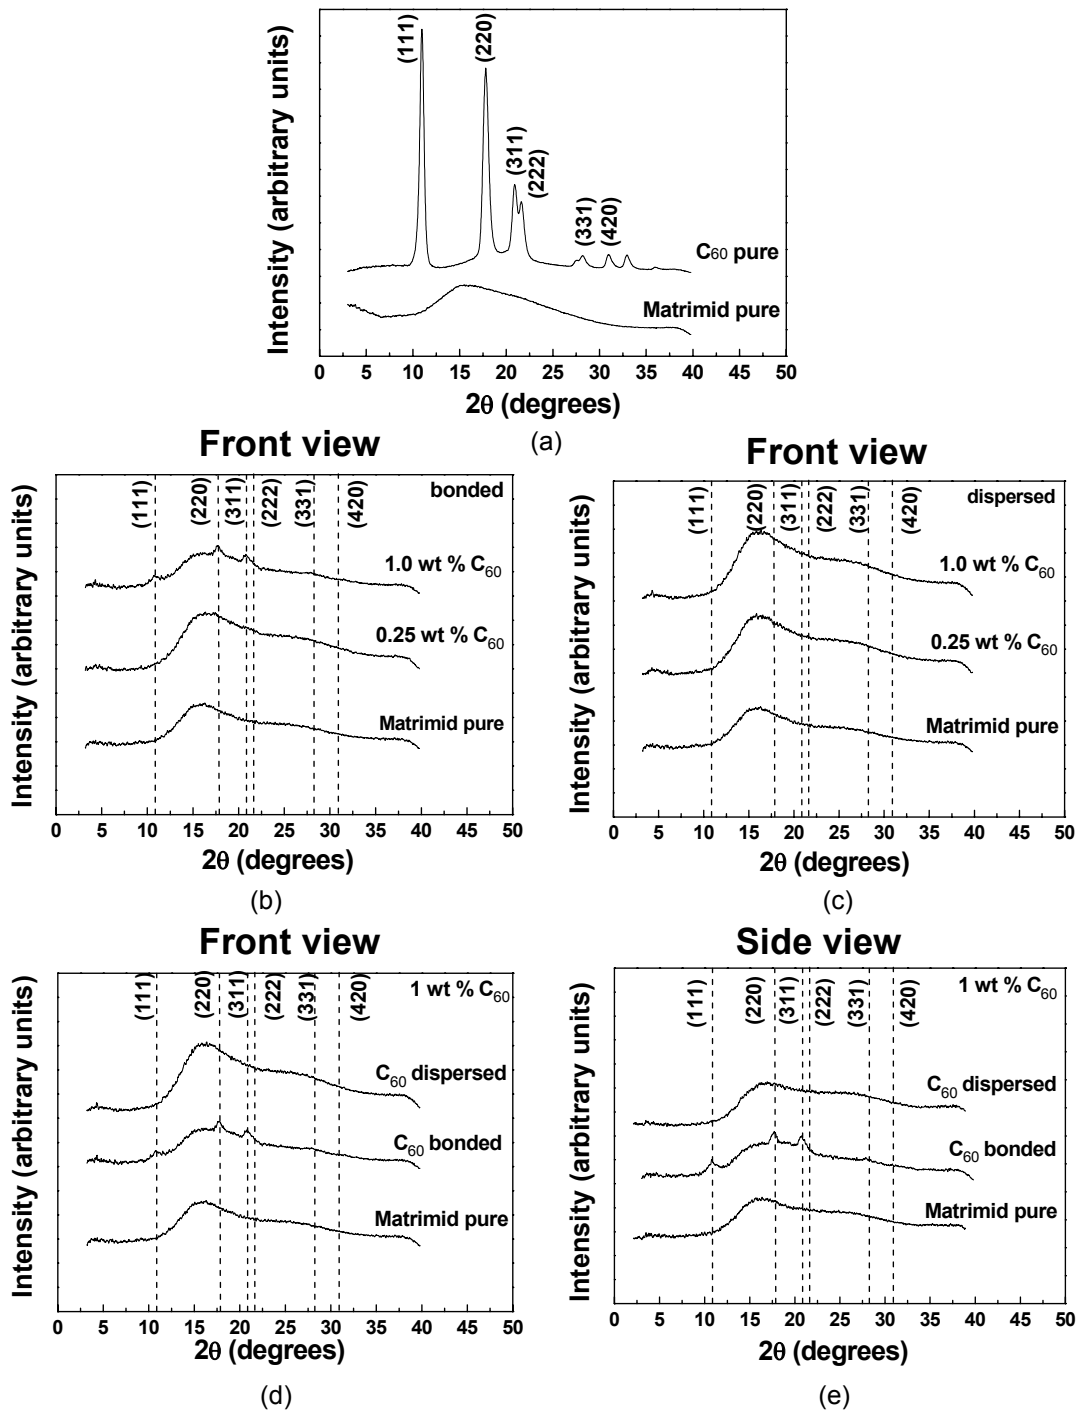 Intensity (arbitrary units)
(111)
(220)
(311)
(222)
(331)
(420)
C60 pure
Matrimid pure
0 5 10 15 20 25 30 35 40 45 50
2θ (degrees)
(a)
Front view
Intensity (arbitrary units)
(111)
(220)
(311)
(222)
(331)
(420)
bonded
1.0 wt % C60
0.25 wt % C60
Matrimid pure
0 5 10 15 20 25 30 35 40 45 50
2θ (degrees)
(b)
Front view
Intensity (arbitrary units)
(111)
(220)
(311)
(222)
(331)
(420)
dispersed
1.0 wt % C60
0.25 wt % C60
Matrimid pure
0 5 10 15 20 25 30 35 40 45 50
2θ (degrees)
(c)
Front view
Intensity (arbitrary units)
(111)
(220)
(311)
(222)
(331)
(420)
1 wt % C60
C60 dispersed
C60 bonded
Matrimid pure
0 5 10 15 20 25 30 35 40 45 50
2θ (degrees)
(d)
Side view
Intensity (arbitrary units)
(111)
(220)
(311)
(222)
(331)
(420)
1 wt % C60
C60 dispersed
C60 bonded
Matrimid pure
0 5 10 15 20 25 30 35 40 45 50
2θ (degrees)
(e)